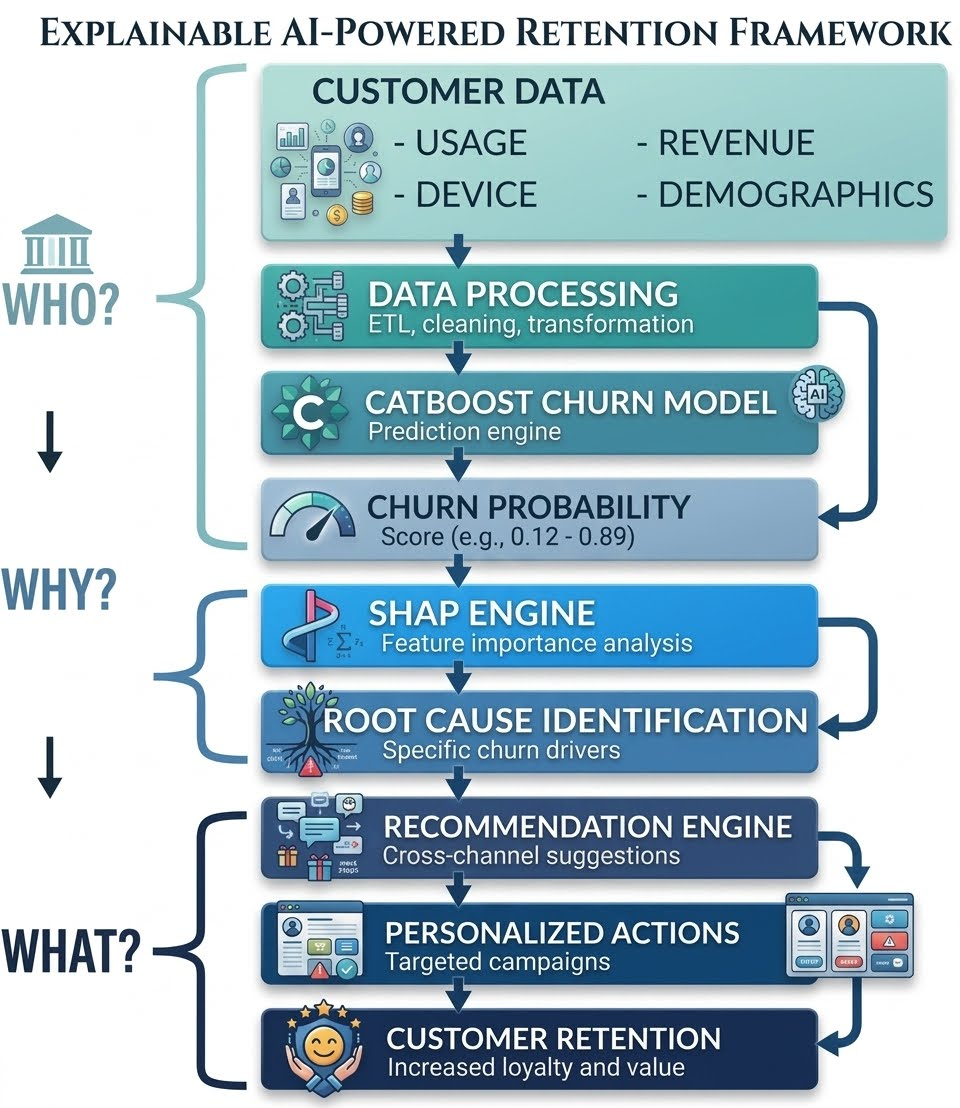 EXPLAINABLE AI-POWERED RETENTION FRAMEWORK
CUSTOMER DATA
- USAGE
- REVENUE
- DEVICE
- DEMOGRAPHICS
WHO?
DATA PROCESSING
ETL, cleaning, transformation
CATBOOST CHURN MODEL
AI
C
Prediction engine
CHURN PROBABILITY
Score (e.g., 0.12 - 0.89)
WHY?
SHAP ENGINE
Feature importance analysis
ROOT CAUSE IDENTIFICATION
Specific churn drivers
WHAT?
RECOMMENDATION ENGINE
Cross-channel suggestions
PERSONALIZED ACTIONS
Targeted campaigns
CUSTOMER RETENTION
Increased loyalty and value